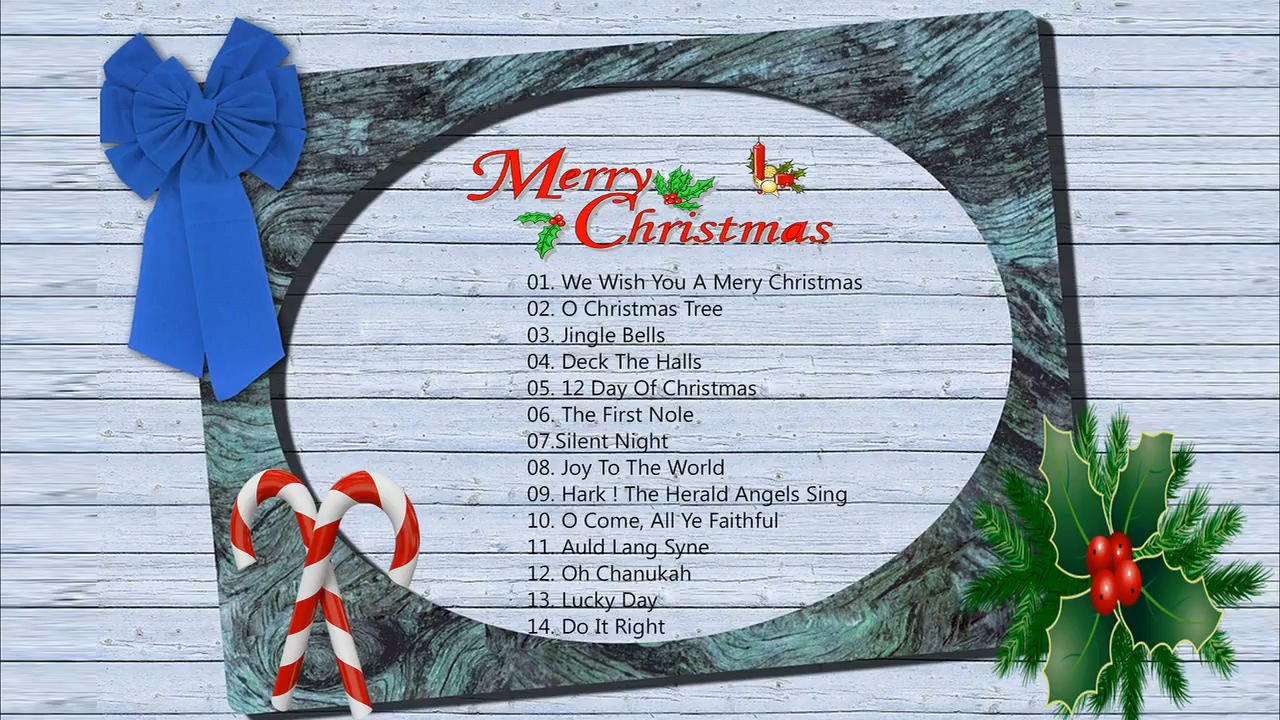 Merry
Christmas
01. We Wish You A Mery Christmas
02. O Christmas Tree
03. Jingle Bells
04. Deck The Halls
05. 12 Day Of Christmas
06. The First Nole
07.Silent Night
08. Joy To The World
09. Hark ! The Herald Angels Sing
10. O Come, All Ye Faithful
11. Auld Lang Syne
12. Oh Chanukah
13. Lucky Day
14. Do It Right